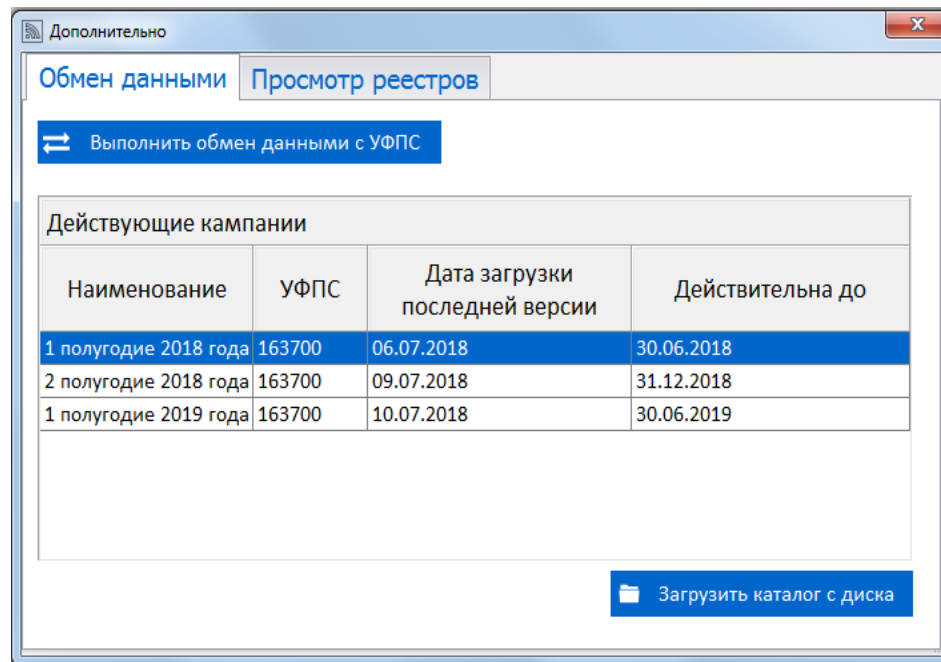 Дополнительно
Обмен данными Просмотр реестров
Выполнить обмен данными с УФПС
Действующие кампании
Наименование УФПС Дата загрузки последней версии Действительна до
1 полугодие 2018 года 163700 06.07.2018 30.06.2018
2 полугодие 2018 года 163700 09.07.2018 31.12.2018
1 полугодие 2019 года 163700 10.07.2018 30.06.2019
Загрузить каталог с диска